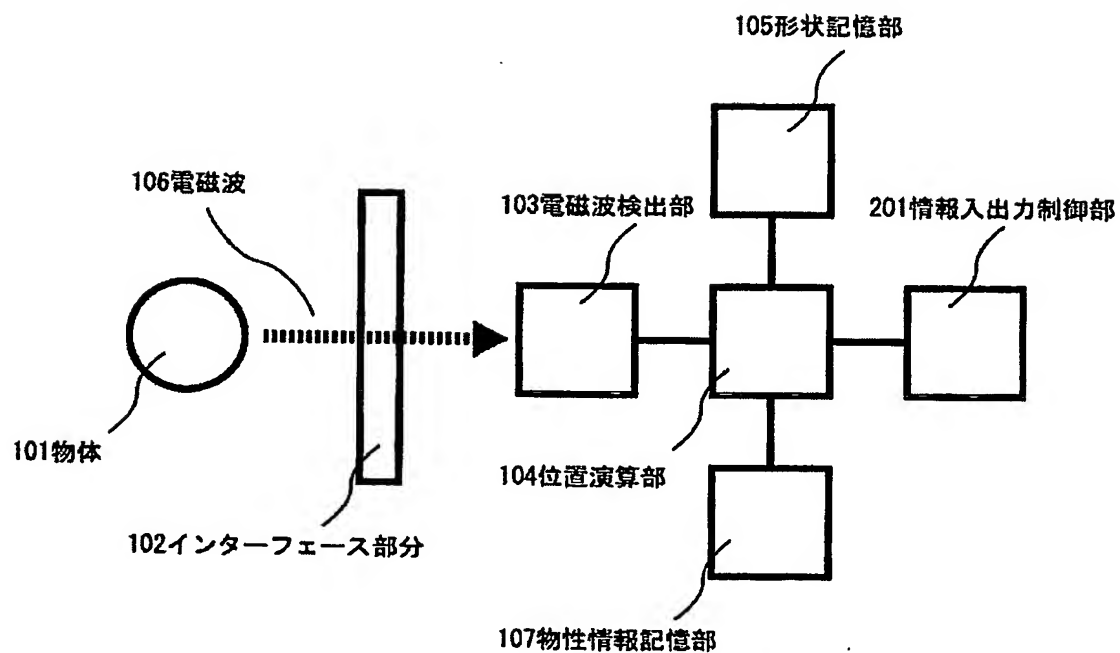 105形状記憶部
106電磁波
103電磁波検出部
201情報入出力制御部
101物体
104位置演算部
102インターフェース部分
107物性情報記憶部